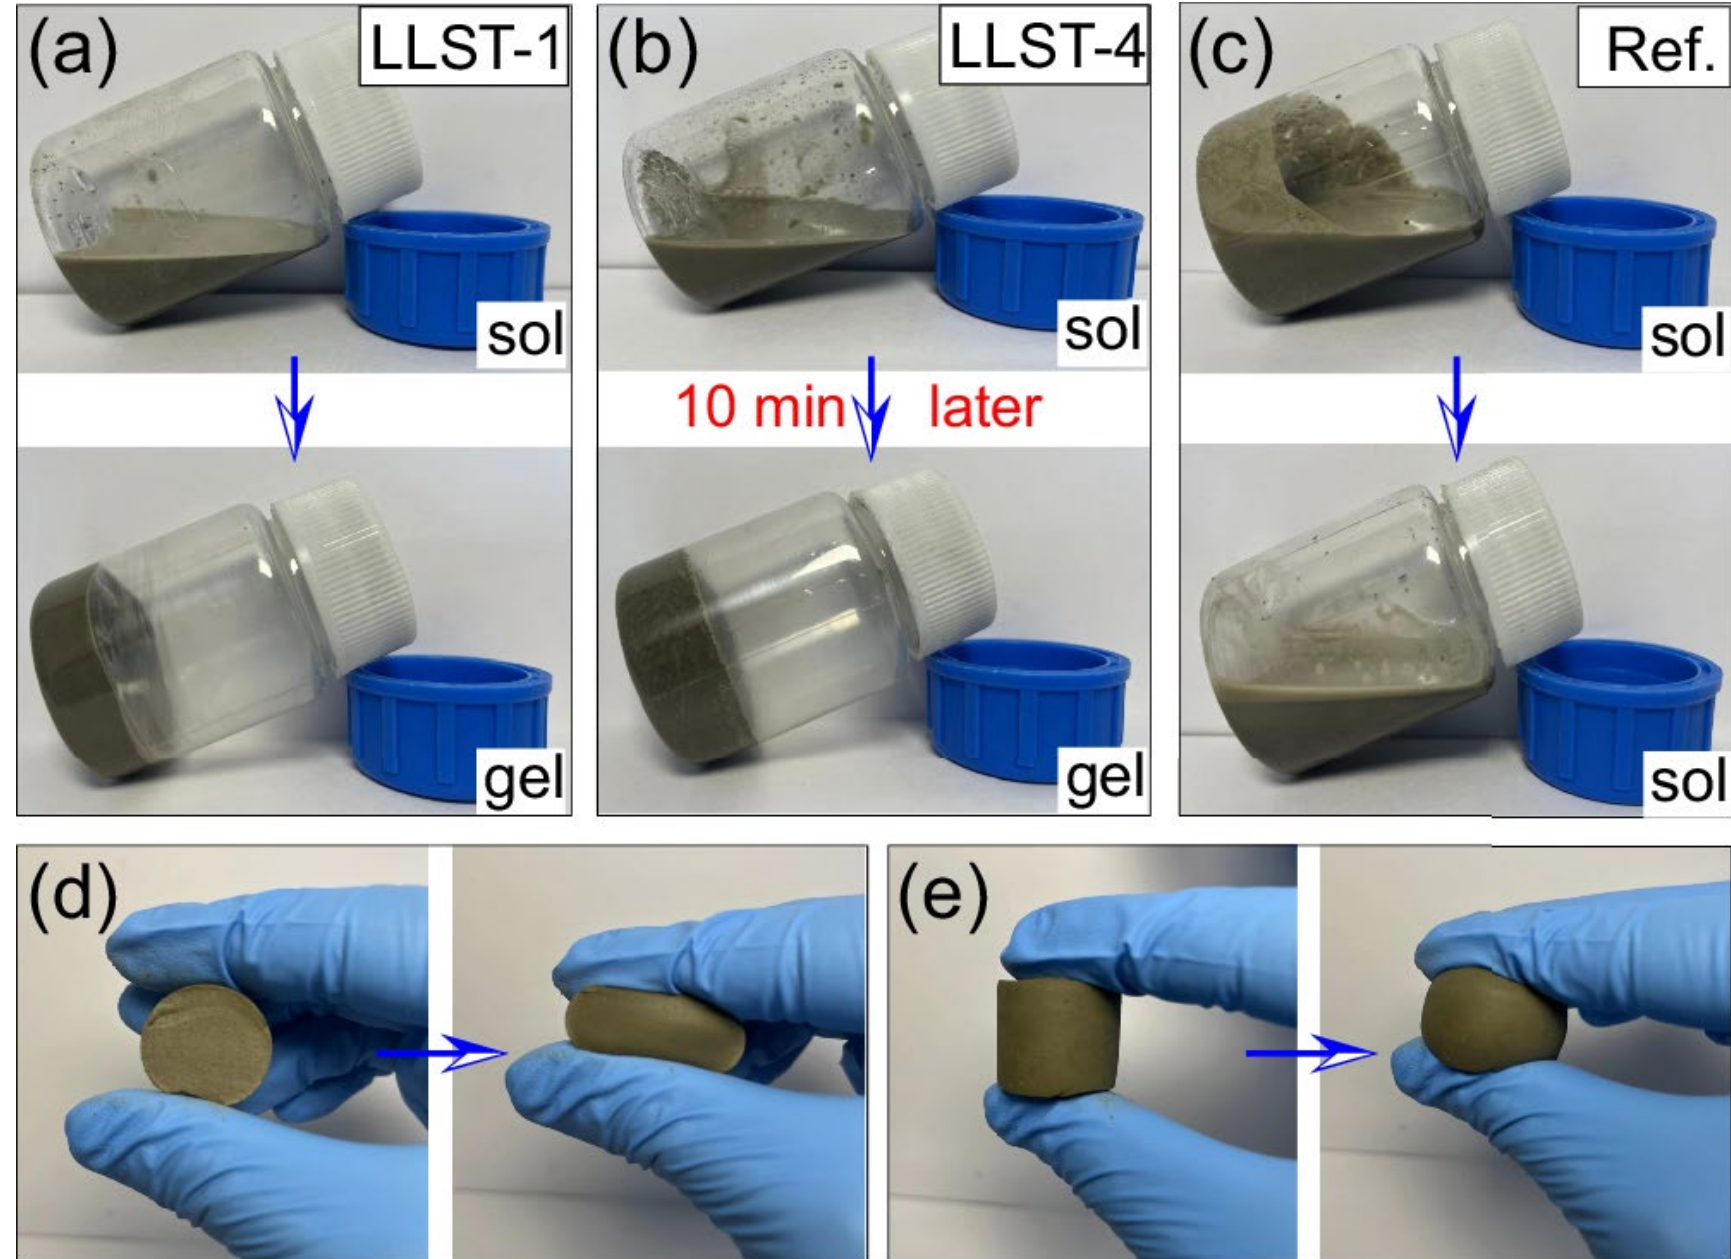 (a) LLST-1
(b) LLST-4
(c) Ref.
sol
sol
sol
10 min later
gel
gel
sol
(d)
(e)